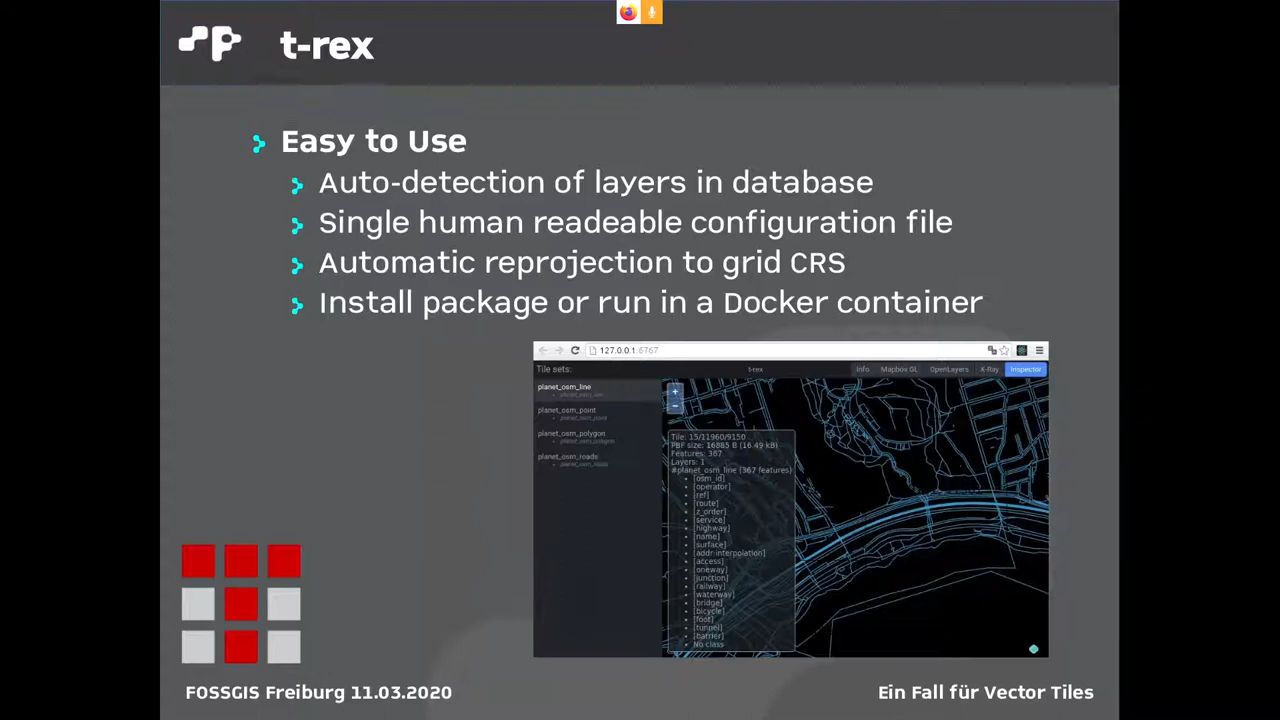 t-rex
Easy to Use
Auto-detection of layers in database
Single human readeable configuration file
Automatic reprojection to grid CRS
Install package or run in a Docker container
127.0.0.1:6767
Tile sets:
t-rex
Info
Mapbox GL
OpenLayers
X-Ray
Inspector
planet_osm_line
planet_osm_line
planet_osm_point
planet_osm_point
planet_osm_polygon
planet_osm_polygon
planet_osm_roads
planet_osm_roads
+
−
Tile: 15/11960/9150
PBF size: 16885 B (16.49 kB)
Features: 367
Layers: 1
#planet_osm_line (367 features)
[osm_id]
[operator]
[ref]
[route]
[z_order]
[service]
[highway]
[name]
[surface]
[addr:interpolation]
[access]
[oneway]
[junction]
[railway]
[waterway]
[bridge]
[bicycle]
[foot]
[tunnel]
[barrier]
No class
FOSSGIS Freiburg 11.03.2020
Ein Fall für Vector Tiles